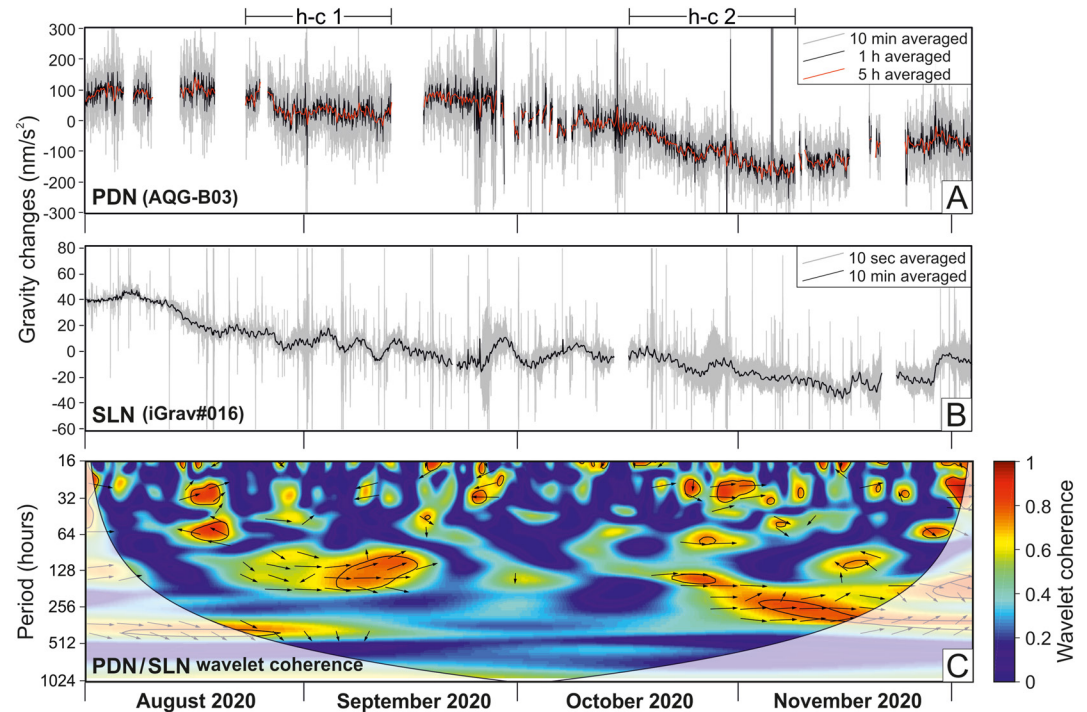 h-c 1
h-c 2
Gravity changes (nm/s²)
300
200
100
0
-100
-200
-300
10 min averaged
1 h averaged
5 h averaged
PDN (AQG-B03)
A
80
60
40
20
0
-20
-40
-60
10 sec averaged
10 min averaged
SLN (iGrav#016)
B
Period (hours)
16
32
64
128
256
512
1024
PDN/SLN wavelet coherence
C
1
0.8
0.6
0.4
0.2
0
Wavelet coherence
August 2020
September 2020
October 2020
November 2020